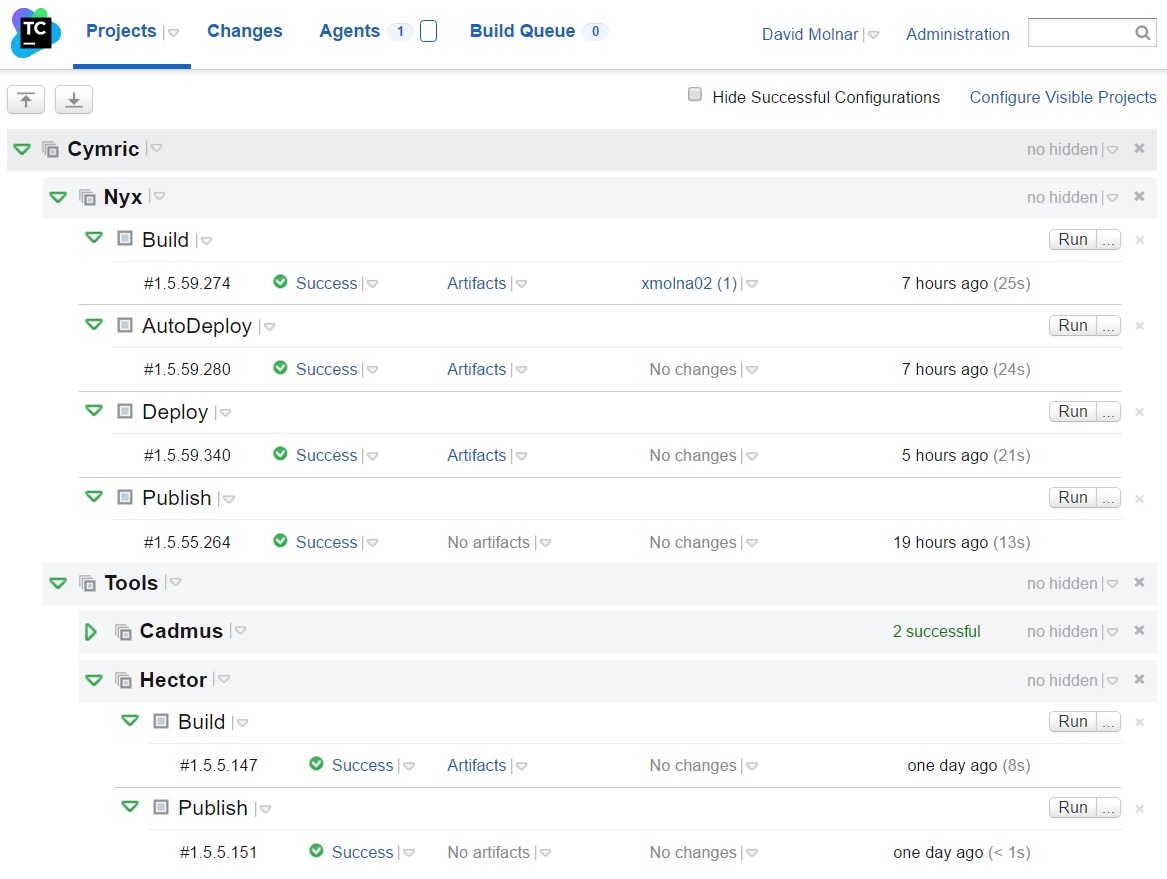 TC Projects Changes Agents 1 Build Queue 0 David Molnar Administration
Hide Successful Configurations Configure Visible Projects
Cymric no hidden
Nyx no hidden
Build Run ...
#1.5.59.274 Success Artifacts xmolna02 (1) 7 hours ago (25s)
AutoDeploy Run ...
#1.5.59.280 Success Artifacts No changes 7 hours ago (24s)
Deploy Run ...
#1.5.59.340 Success Artifacts No changes 5 hours ago (21s)
Publish Run ...
#1.5.55.264 Success No artifacts No changes 19 hours ago (13s)
Tools no hidden
Cadmus 2 successful no hidden
Hector no hidden
Build Run ...
#1.5.5.147 Success Artifacts No changes one day ago (8s)
Publish Run ...
#1.5.5.151 Success No artifacts No changes one day ago (< 1s)